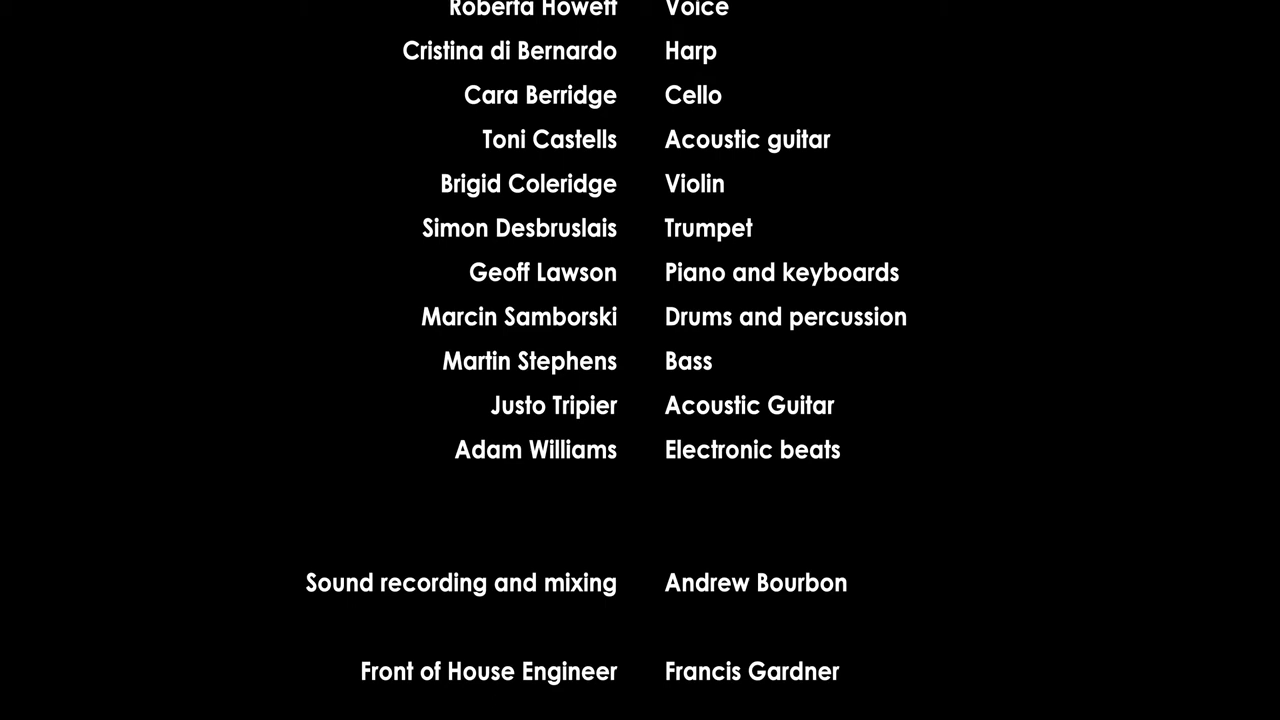 Roberta Howett Voice
Cristina di Bernardo Harp
Cara Berridge Cello
Toni Castells Acoustic guitar
Brigid Coleridge Violin
Simon Desbruslais Trumpet
Geoff Lawson Piano and keyboards
Marcin Samborski Drums and percussion
Martin Stephens Bass
Justo Tripier Acoustic Guitar
Adam Williams Electronic beats
Sound recording and mixing Andrew Bourbon
Front of House Engineer Francis Gardner